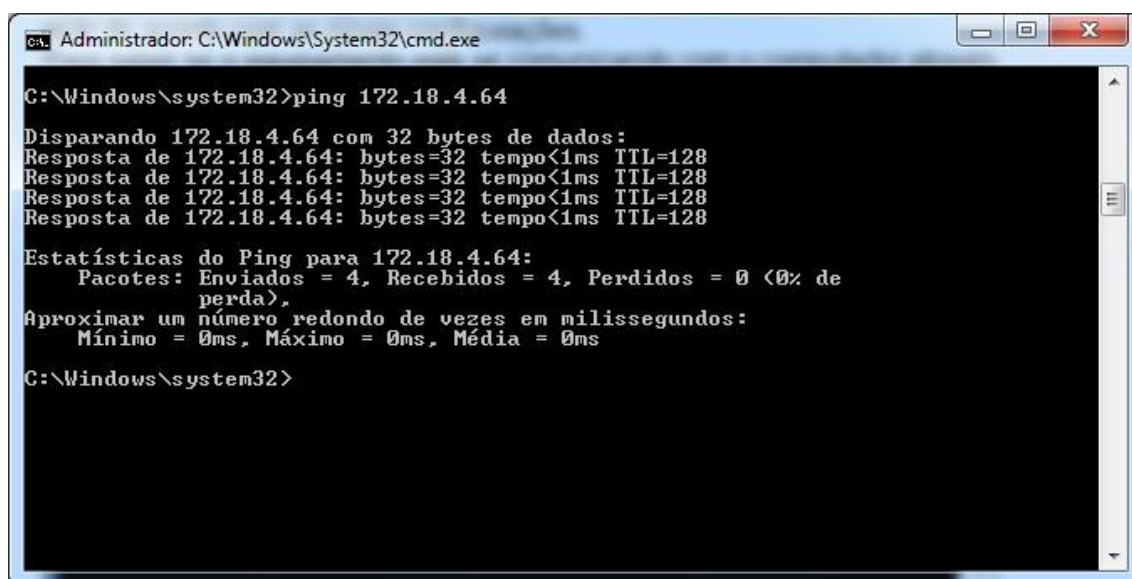 Administrador: C:\Windows\System32\cmd.exe
C:\Windows\system32>ping 172.18.4.64
Disparando 172.18.4.64 com 32 bytes de dados:
Resposta de 172.18.4.64: bytes=32 tempo<1ms TTL=128
Resposta de 172.18.4.64: bytes=32 tempo<1ms TTL=128
Resposta de 172.18.4.64: bytes=32 tempo<1ms TTL=128
Resposta de 172.18.4.64: bytes=32 tempo<1ms TTL=128
Estatísticas do Ping para 172.18.4.64:
Pacotes: Enviados = 4, Recebidos = 4, Perdidos = 0 (0% de
perda),
Aproximar um número redondo de vezes em milissegundos:
Mínimo = 0ms, Máximo = 0ms, Média = 0ms
C:\Windows\system32>